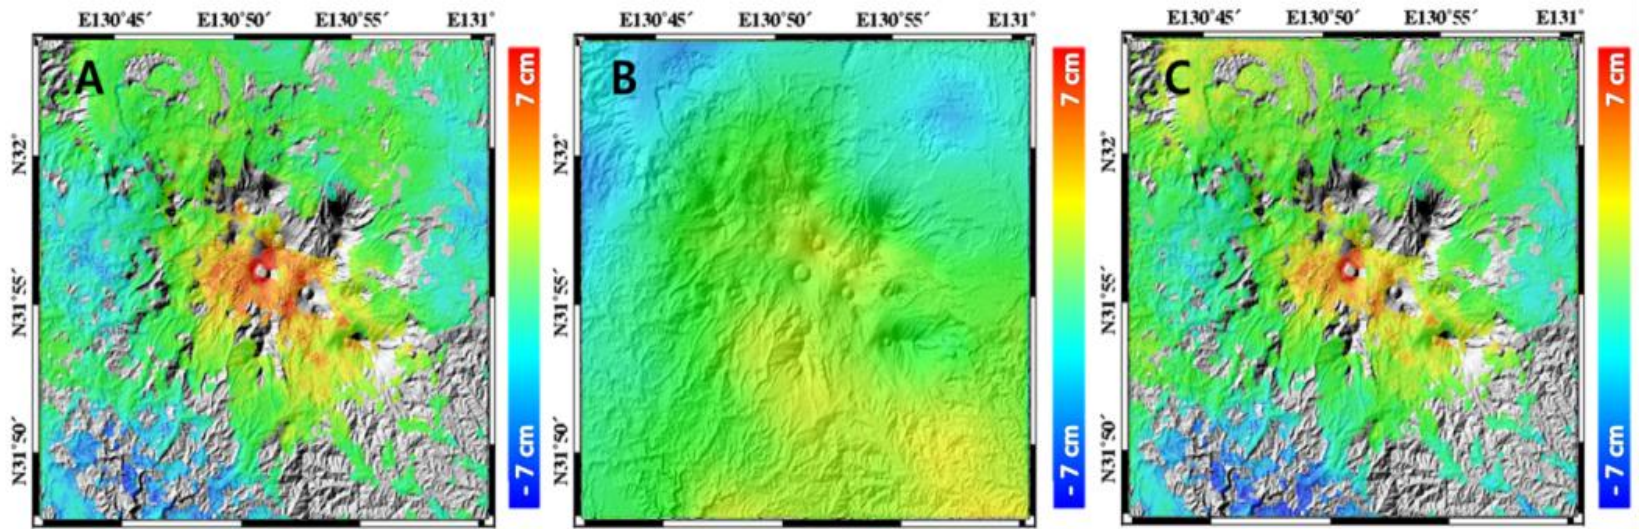 E130°45′ E130°50′ E130°55′ E131°
E130°45′ E130°50′ E130°55′ E131°
E130°45′ E130°50′ E130°55′ E131°
A
B
C
7 cm
7 cm
7 cm
N32°
N32°
N32°
N31°55′
N31°55′
N31°55′
N31°50′
N31°50′
N31°50′
- 7 cm
- 7 cm
- 7 cm